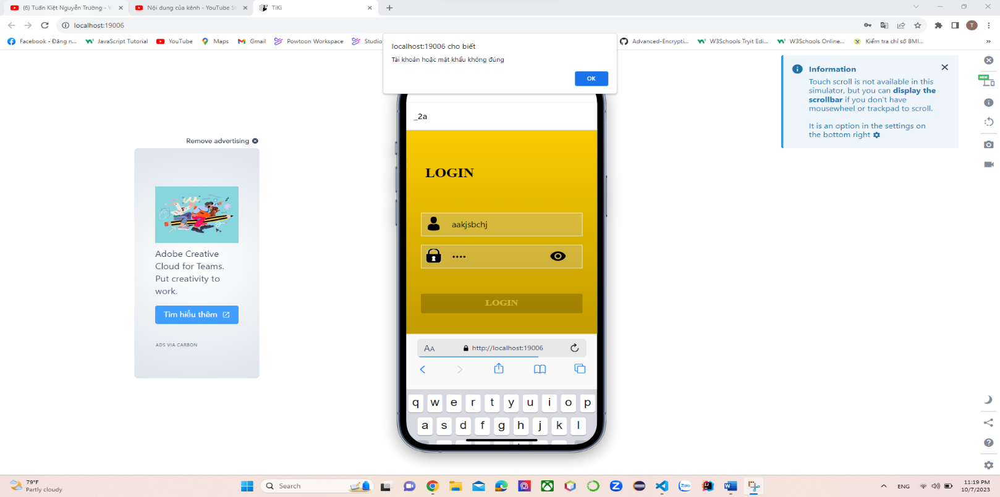 (6) Tuấn Kiệt Nguyễn Trường - Y
Nội dung của kênh - YouTube St
TiKi
localhost:19006
T
Facebook - Đăng n...
JavaScript Tutorial
YouTube
Maps
Gmail
Powtoon Workspace
Studio
Advanced-Encrypti...
W3Schools Tryit Edi...
W3Schools Online...
Kiểm tra chỉ số BMI...
»
localhost:19006 cho biết
Tài khoản hoặc mật khẩu không đúng
OK
Information
Touch scroll is not available in this
simulator, but you can display the
scrollbar if you don't have
mousewheel or trackpad to scroll.
It is an option in the settings on
the bottom right
NEW
Remove advertising
Adobe Creative
Cloud for Teams.
Put creativity to
work.
Tìm hiểu thêm
ADS VIA CARBON
_2a
LOGIN
aakjsbchj
••••
LOGIN
AA
http://localhost:19006
q w e r t y u i o p
a s d f g h j k l
79°F
Partly cloudy
Search
Zalo
ENG
11:19 PM
10/7/2023